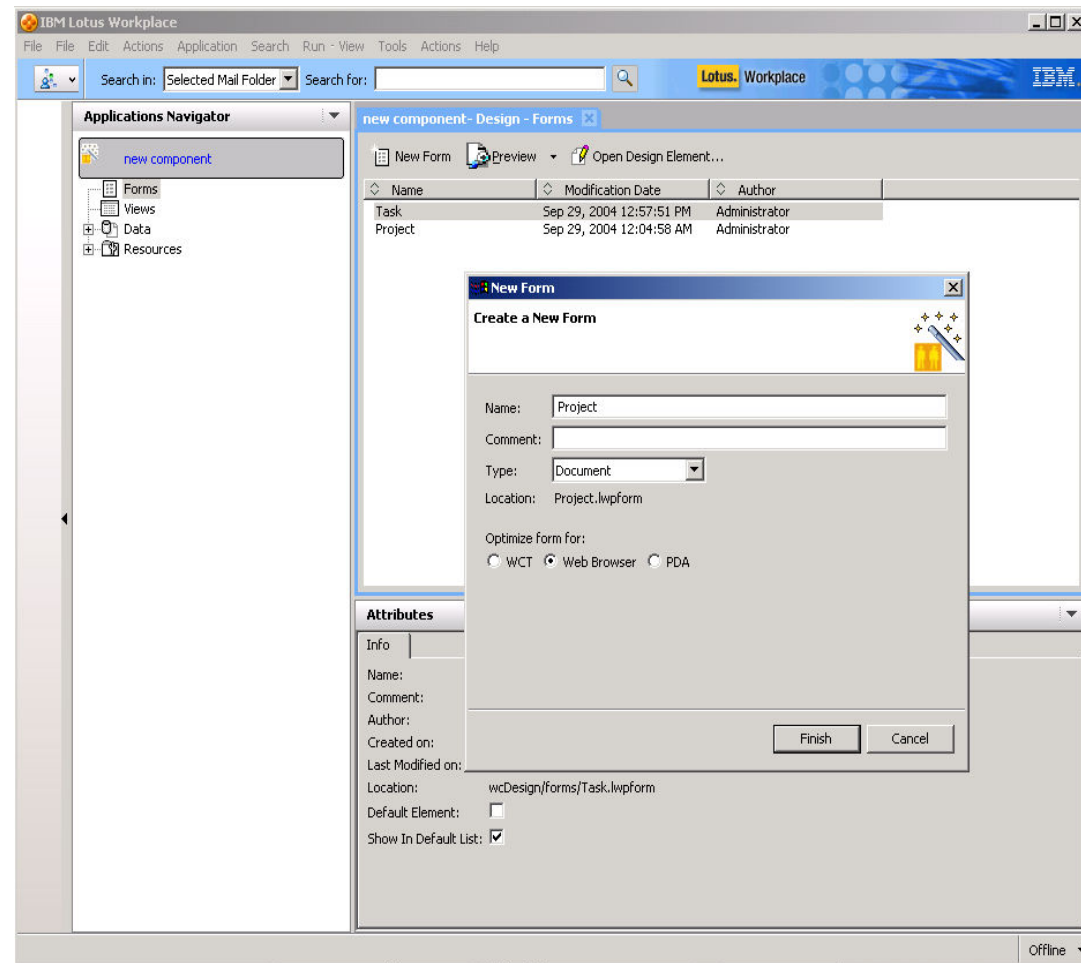 IBM Lotus Workplace
File File Edit Actions Application Search Run - View Tools Actions Help
Search in: Selected Mail Folder Search for: Lotus. Workplace IBM.
Applications Navigator
new component- Design - Forms
new component
New Form Preview Open Design Element...
Forms
Views
Data
Resources
Name Modification Date Author
Task Sep 29, 2004 12:57:51 PM Administrator
Project Sep 29, 2004 12:04:58 AM Administrator
New Form
Create a New Form
Name: Project
Comment:
Type: Document
Location: Project.lwpform
Optimize form for:
WCT Web Browser PDA
Finish Cancel
Attributes
Info
Name:
Comment:
Author:
Created on:
Last Modified on:
Location: wcDesign/forms/Task.lwpform
Default Element:
Show In Default List:
Offline